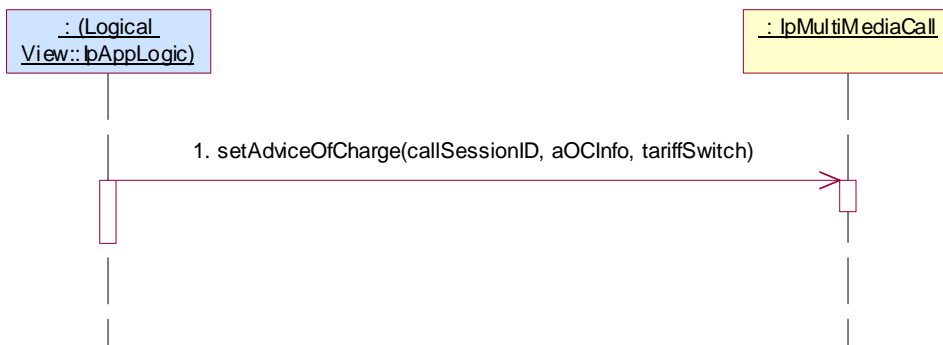 : (Logical
View::IpAppLogic)
: IpMultiMediaCall
1. setAdviceOfCharge(callSessionID, aOCInfo, tariffSwitch)